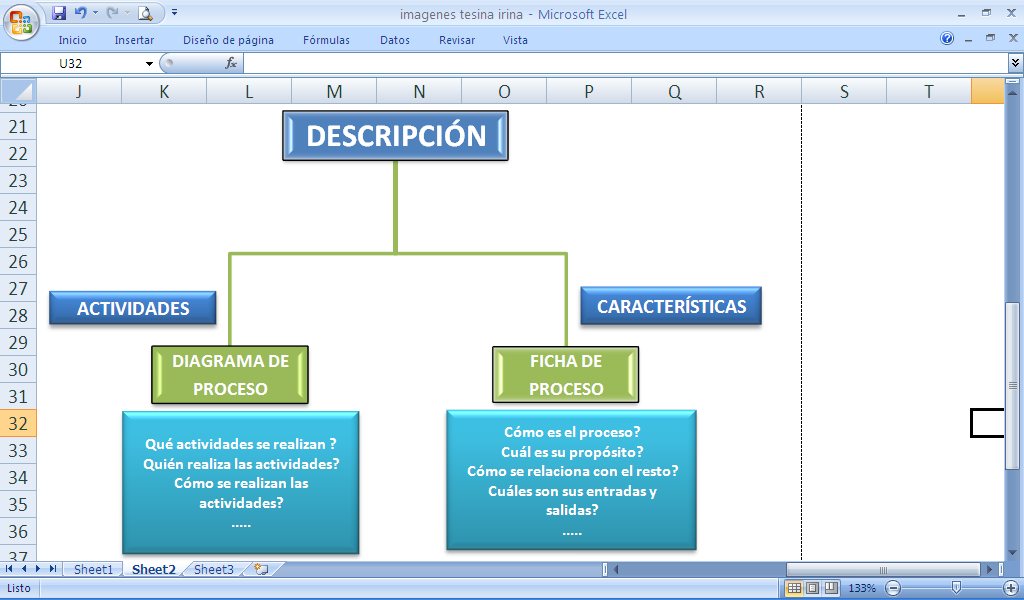 imagenes tesina irina - Microsoft Excel
Inicio Insertar Diseño de página Fórmulas Datos Revisar Vista
U32 fx
J K L M N O P Q R S T
21
22
23
24
25
26
27
28
29
30
31
32
33
34
35
36
37
DESCRIPCIÓN
ACTIVIDADES
CARACTERÍSTICAS
DIAGRAMA DE
PROCESO
FICHA DE
PROCESO
Qué actividades se realizan ?
Quién realiza las actividades?
Cómo se realizan las
actividades?
.....
Cómo es el proceso?
Cuál es su propósito?
Cómo se relaciona con el resto?
Cuáles son sus entradas y
salidas?
.....
Sheet1 Sheet2 Sheet3
Listo 133%